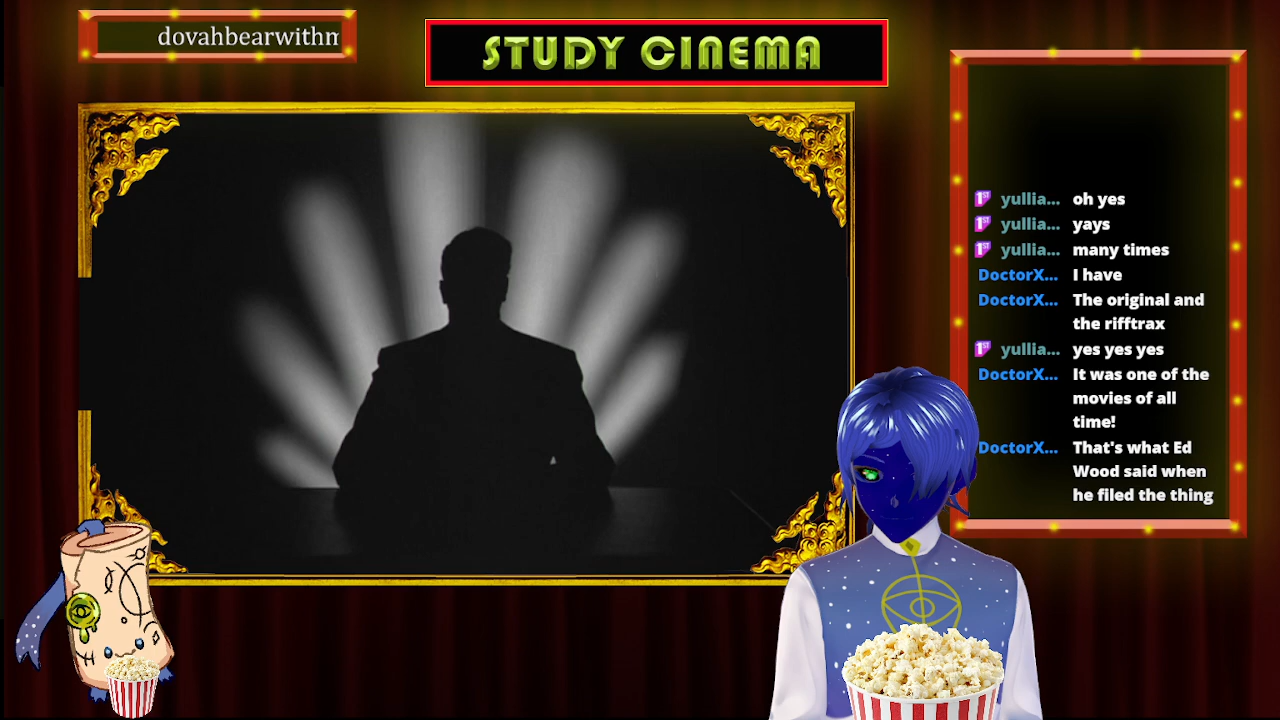 dovahbearwithm
STUDY CINEMA
yullia... oh yes
yullia... yays
yullia... many times
DoctorX... I have
DoctorX... The original and
the rifftrax
yullia... yes yes yes
DoctorX... It was one of the
movies of all
time!
DoctorX... That's what Ed
Wood said when
he filed the thing